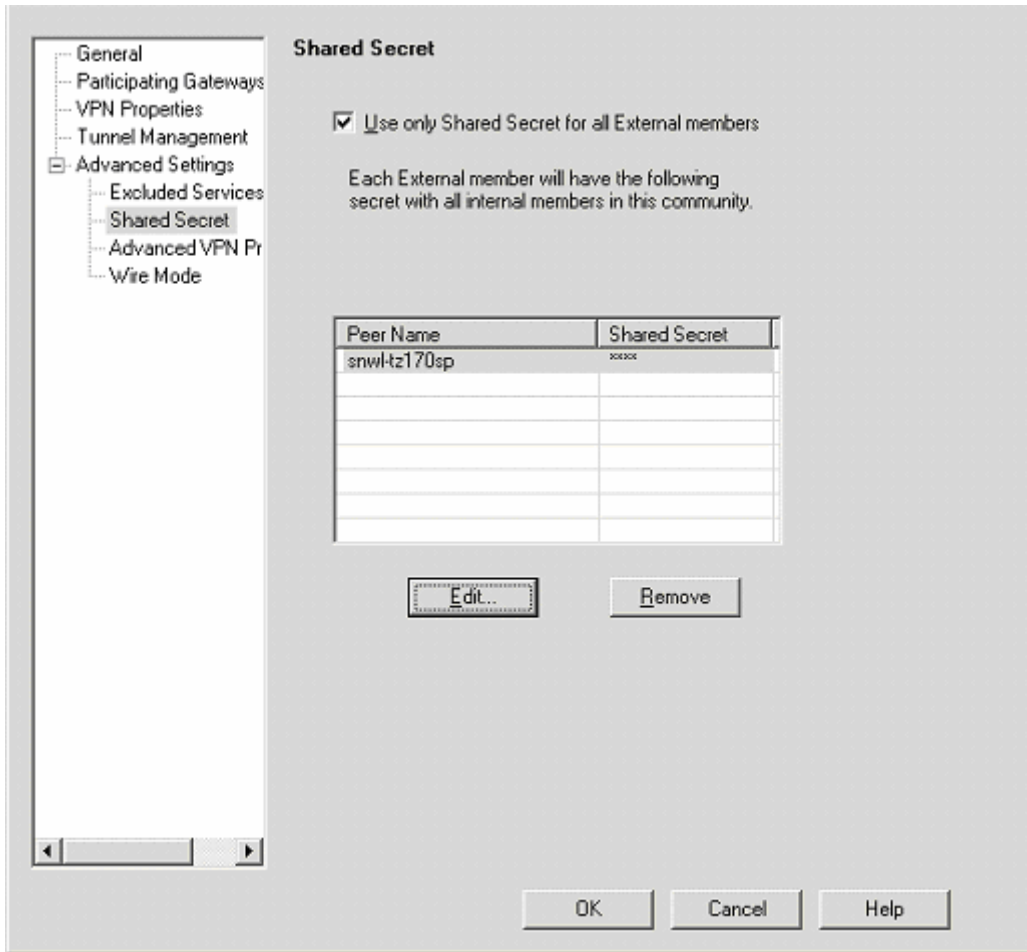 General
Participating Gateways
VPN Properties
Tunnel Management
Advanced Settings
Excluded Services
Shared Secret
Advanced VPN Pr
Wire Mode
Shared Secret
Use only Shared Secret for all External members
Each External member will have the following
secret with all internal members in this community.
Peer Name Shared Secret
snwl-tz170sp ××××
Edit... Remove
OK Cancel Help